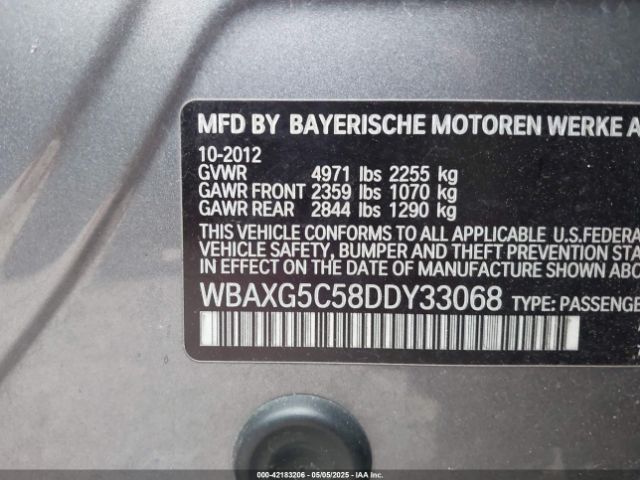 MFD BY BAYERISCHE MOTOREN WERKE A
10-2012
GVWR 4971 lbs 2255 kg
GAWR FRONT 2359 lbs 1070 kg
GAWR REAR 2844 lbs 1290 kg
THIS VEHICLE CONFORMS TO ALL APPLICABLE U.S.FEDERA
VEHICLE SAFETY, BUMPER AND THEFT PREVENTION STA
IN EFFECT ON THE DATE OF MANUFACTURE SHOWN ABO
WBAXG5C58DDY33068 TYPE: PASSENGE
000-42183206 - 05/05/2025 - IAAI.COM